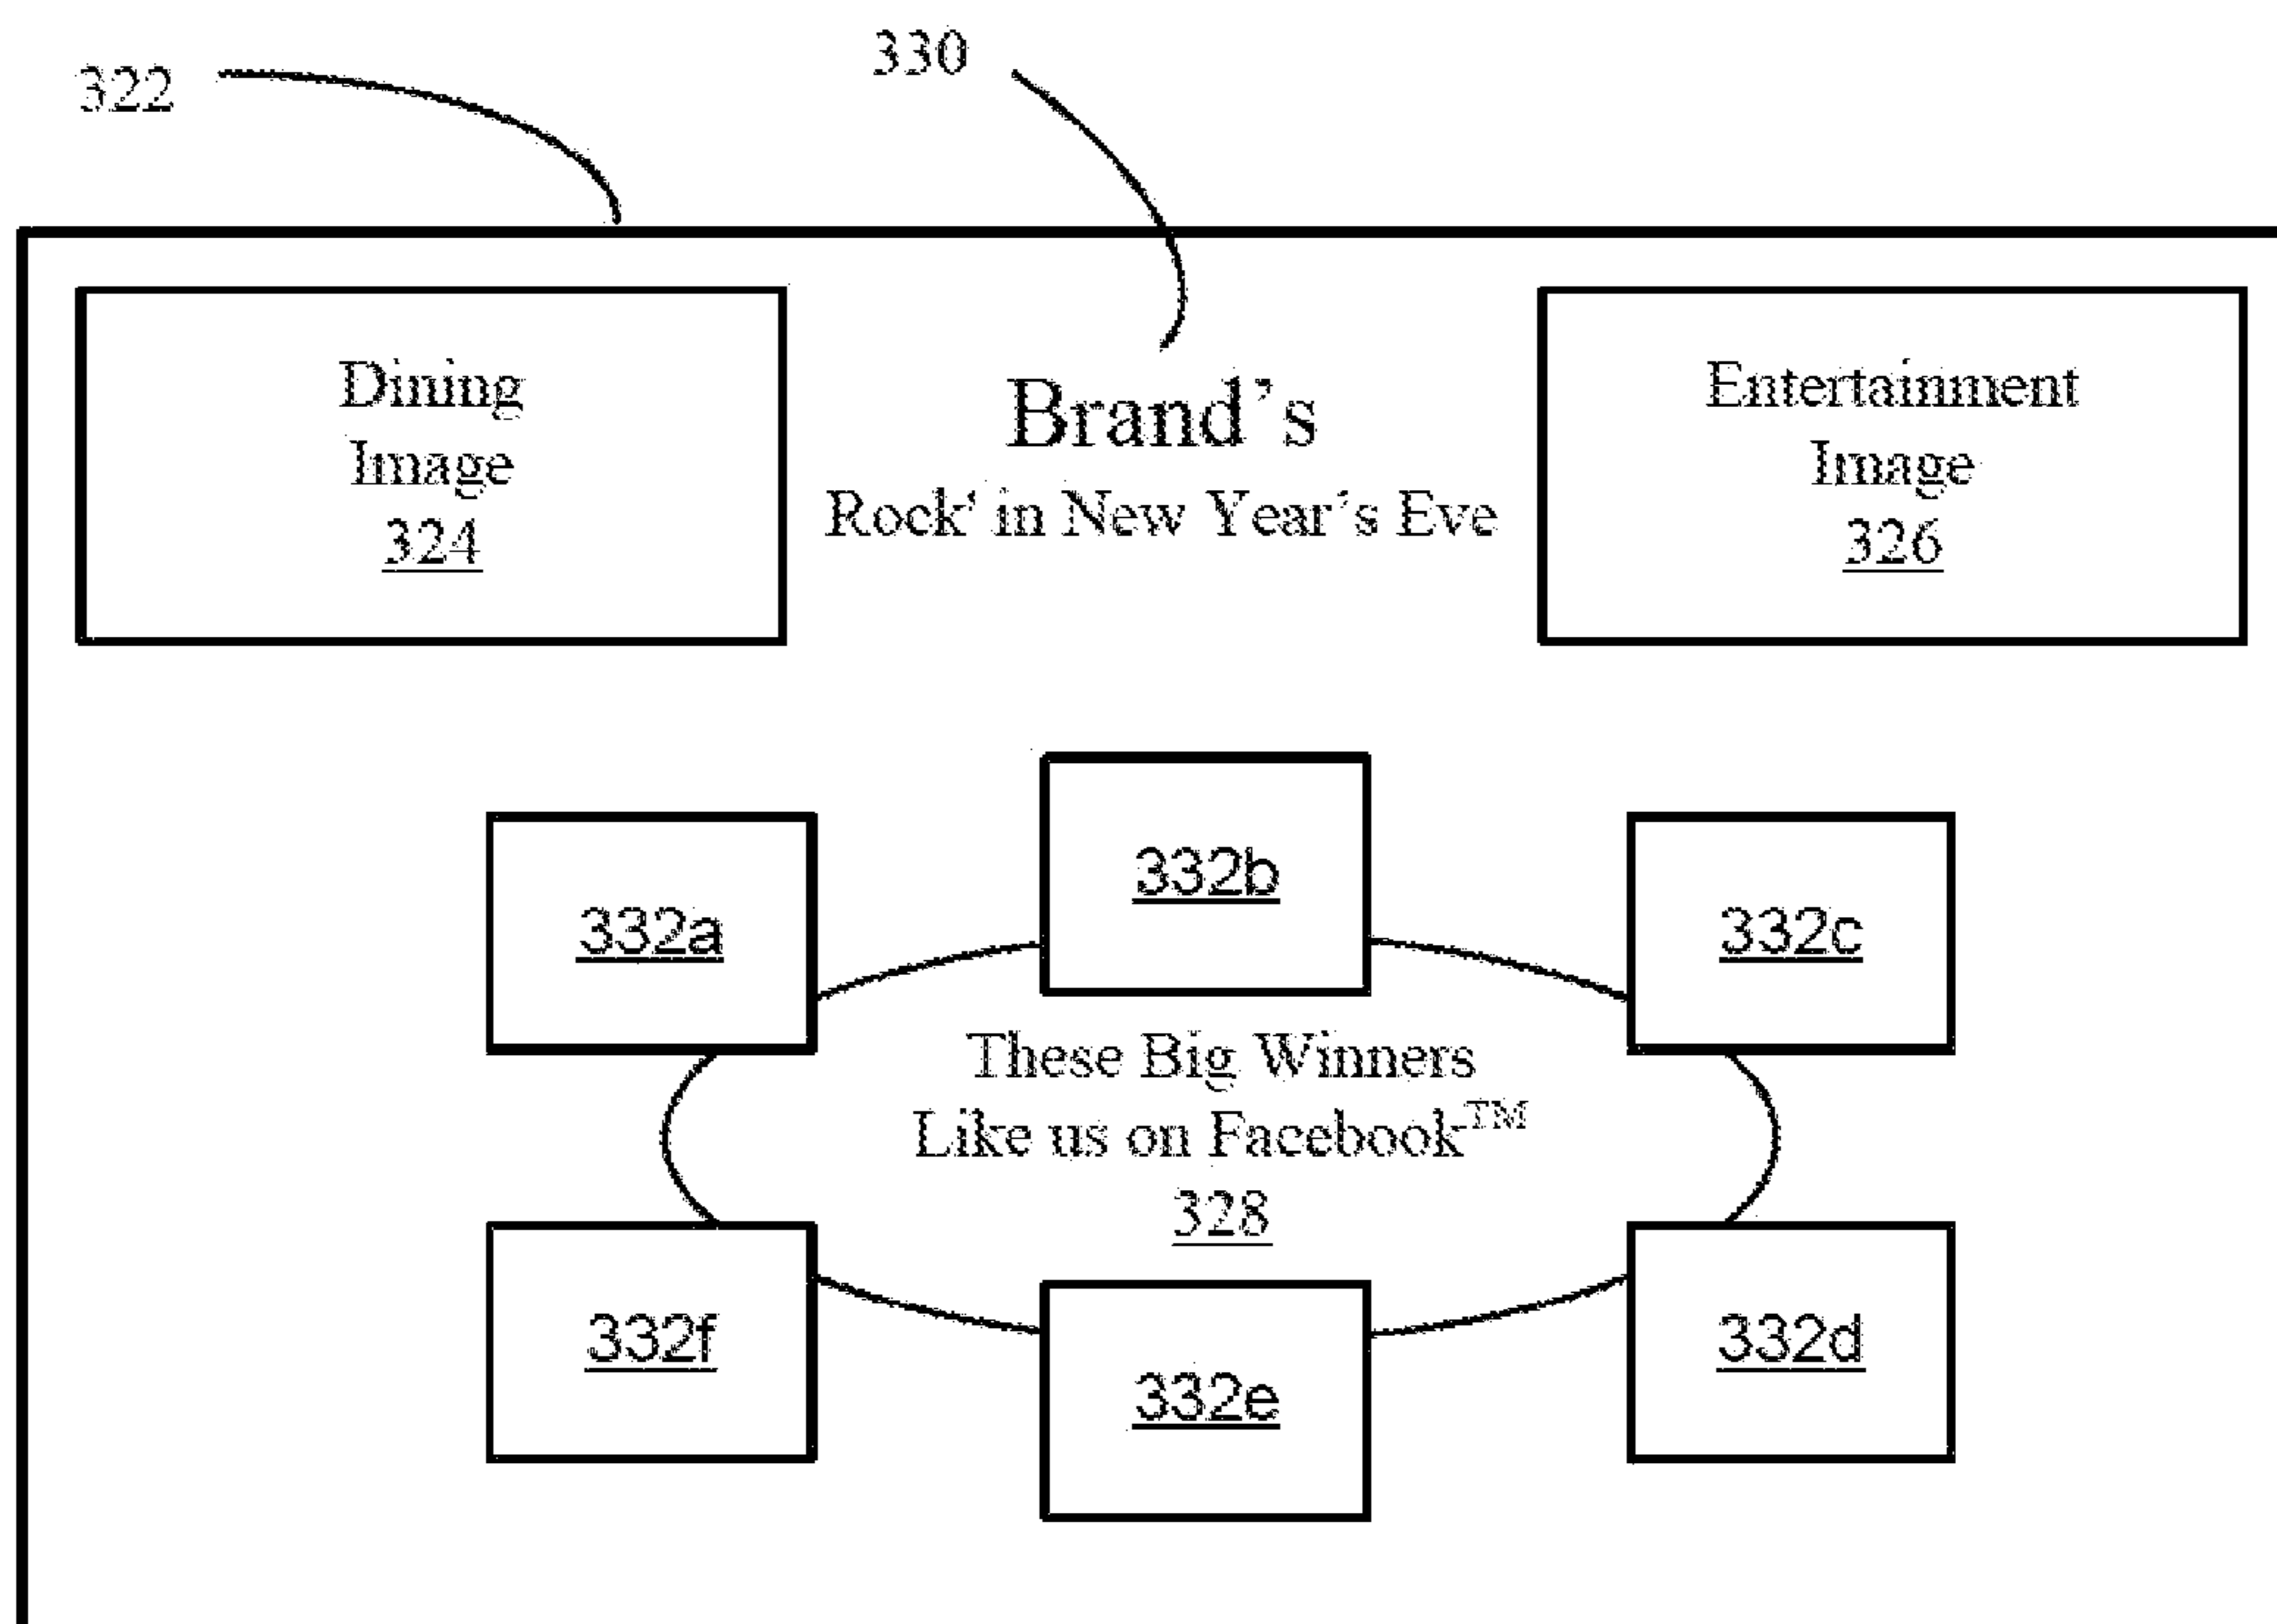 322
330
Dining
Image
324
Brand’s
Rock‘ in New Year’s Eve
Entertainment
Image
326
332a
332b
332c
These Big Winners
Like us on Facebook™
328
332f
332e
332d